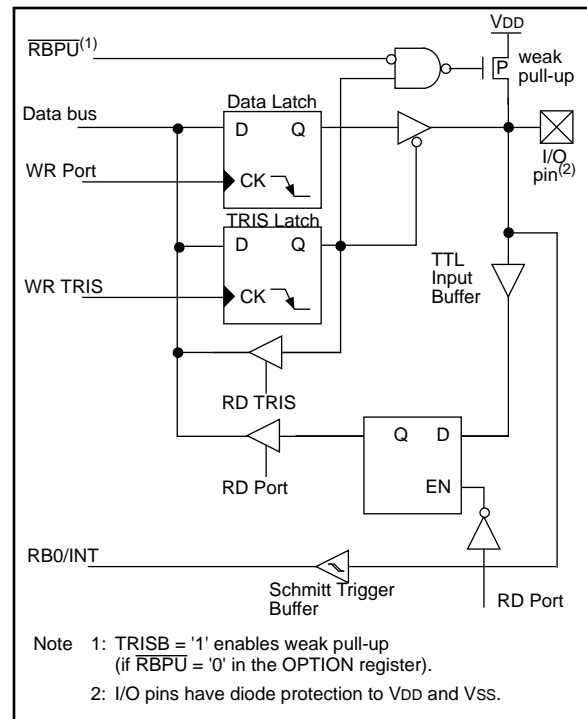 VDD
RBPU(1)
P
weak
pull-up
Data Latch
Data bus
D Q
I/O
pin(2)
WR Port
CK
TRIS Latch
D Q
TTL
Input
Buffer
WR TRIS
CK
RD TRIS
Q D
RD Port
EN
RB0/INT
Schmitt Trigger
Buffer
RD Port
Note 1: TRISB = '1' enables weak pull-up
(if RBPU = '0' in the OPTION register).
2: I/O pins have diode protection to VDD and VSS.